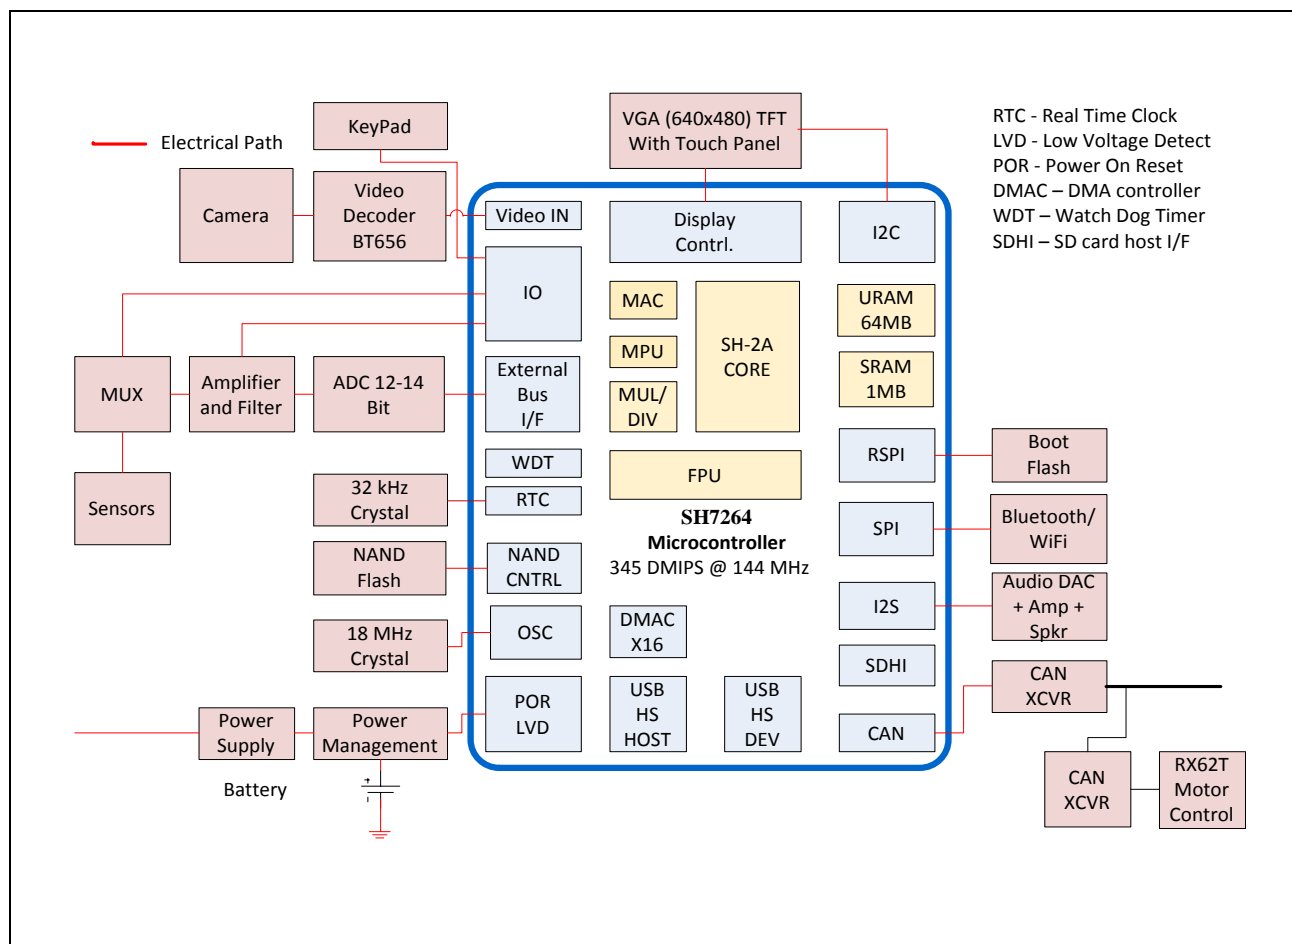 KeyPad
Electrical Path
VGA (640x480) TFT
With Touch Panel
RTC - Real Time Clock
LVD - Low Voltage Detect
POR - Power On Reset
DMAC – DMA controller
WDT – Watch Dog Timer
SDHI – SD card host I/F
Camera
Video
Decoder
BT656
Video IN
Display
Contrl.
I2C
IO
MAC
MPU
MUL/
DIV
SH-2A
CORE
URAM
64MB
SRAM
1MB
MUX
Amplifier
and Filter
ADC 12-14
Bit
External
Bus
I/F
WDT
RTC
FPU
RSPI
Boot
Flash
Sensors
32 kHz
Crystal
SH7264
Microcontroller
345 DMIPS @ 144 MHz
SPI
Bluetooth/
WiFi
NAND
Flash
NAND
CNTRL
I2S
Audio DAC
+ Amp +
Spkr
18 MHz
Crystal
OSC
DMAC
X16
SDHI
CAN
XCVR
Power
Supply
Power
Management
POR
LVD
USB
HS
HOST
USB
HS
DEV
CAN
Battery
+
-
CAN
XCVR
RX62T
Motor
Control